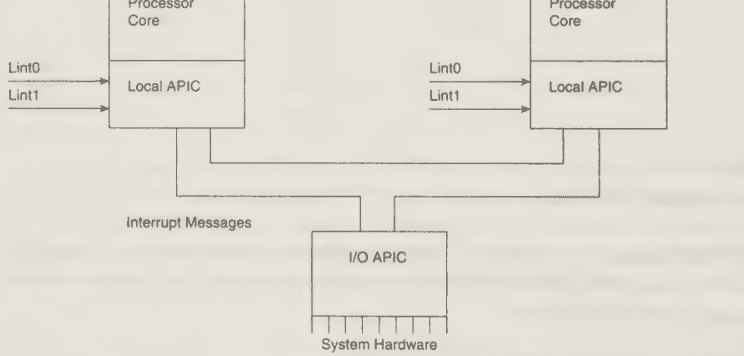 Processor
Core
Processor
Core
Lint0
Lint1
Local APIC
Lint0
Lint1
Local APIC
Interrupt Messages
I/O APIC
System Hardware